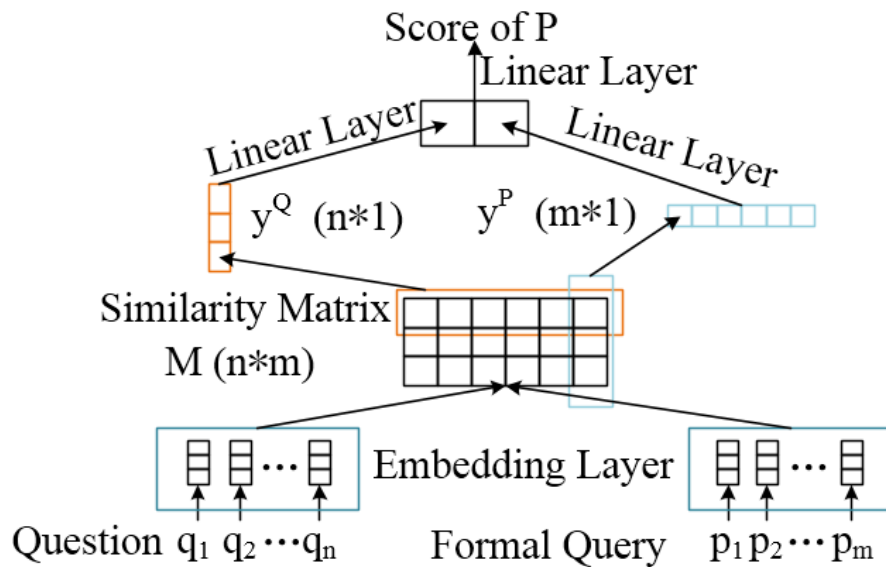 Score of P
Linear Layer
Linear Layer
Linear Layer
y^Q (n*1)
y^P (m*1)
Similarity Matrix
M (n*m)
Embedding Layer
Question q₁ q₂ ··· qₙ
Formal Query p₁ p₂ ··· pₘ